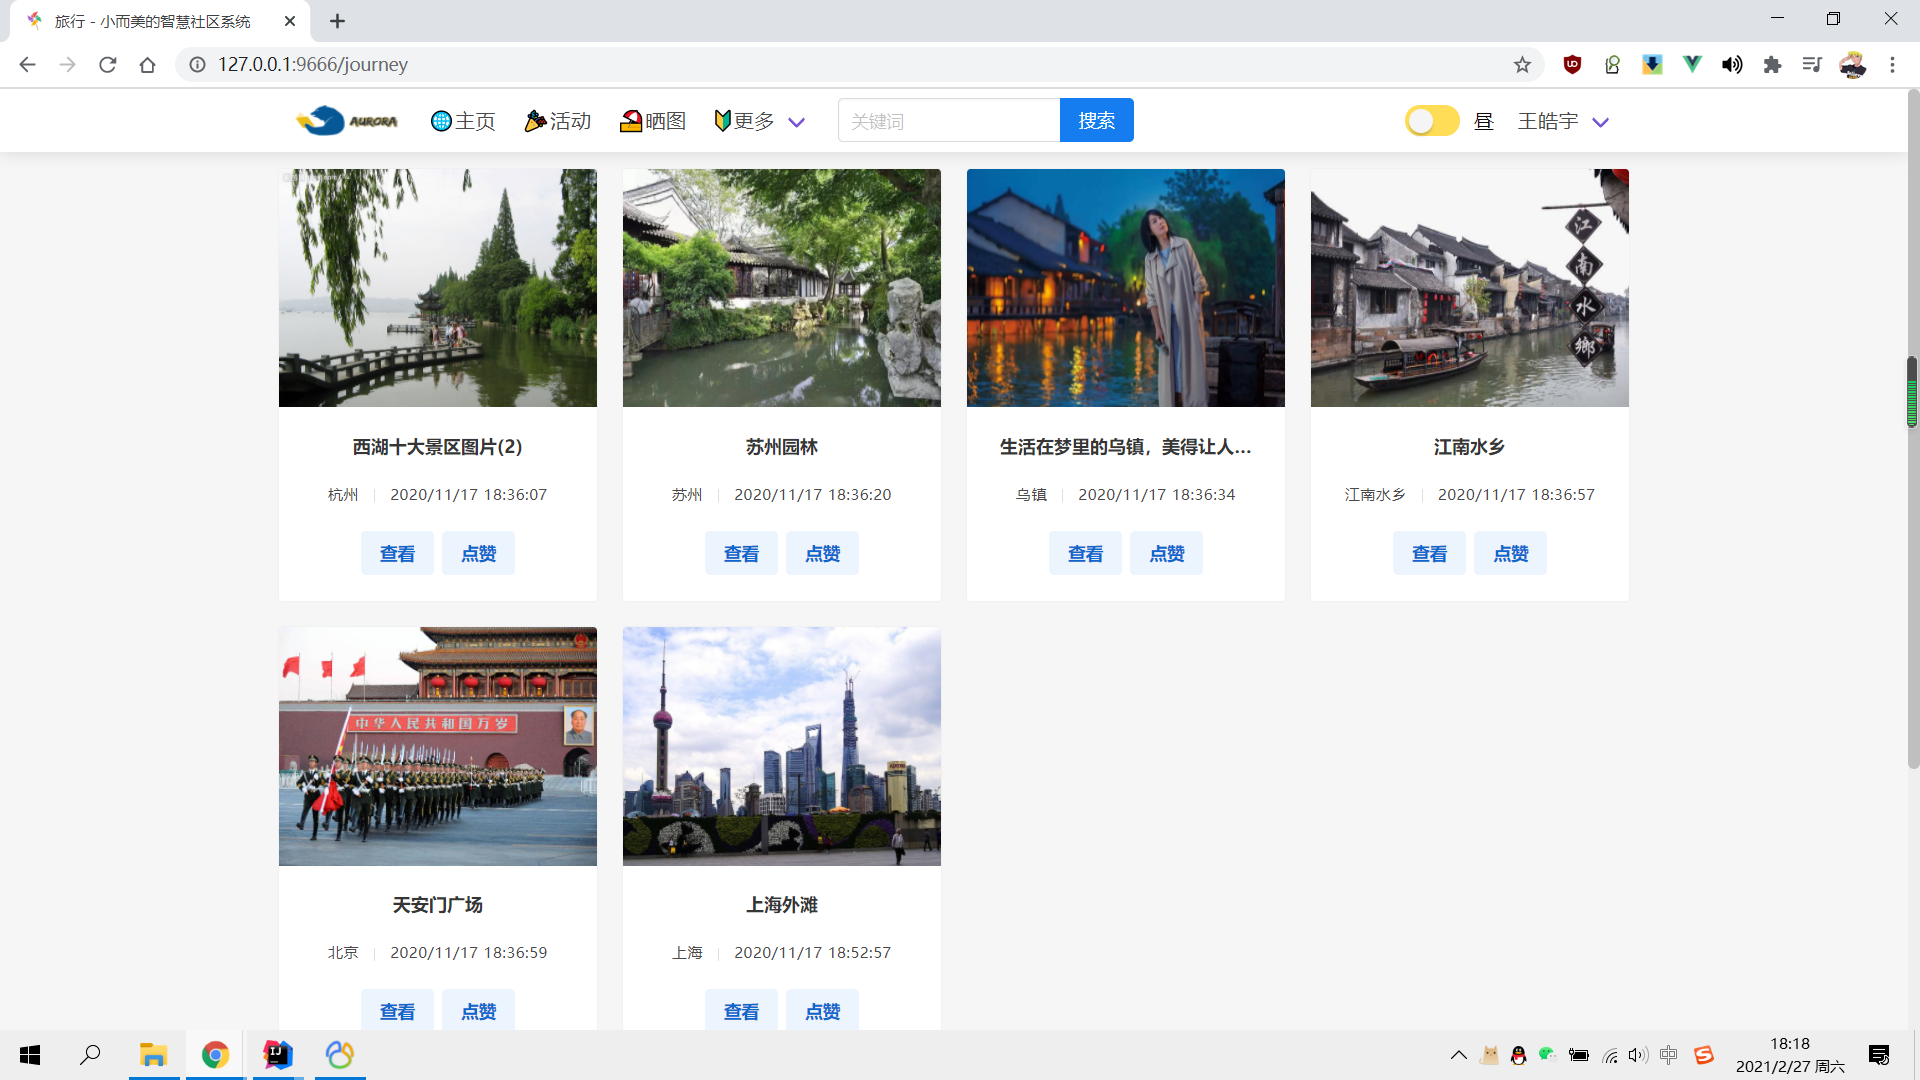 旅行 - 小而美的智慧社区系统
127.0.0.1:9666/journey
AURORA
主页
活动
晒图
更多
关键词
搜索
昼
王皓宇
江南水鄉
西湖十大景区图片(2)
苏州园林
生活在梦里的乌镇，美得让人...
江南水乡
杭州 2020/11/17 18:36:07
苏州 2020/11/17 18:36:20
乌镇 2020/11/17 18:36:34
江南水乡 2020/11/17 18:36:57
查看 点赞
查看 点赞
查看 点赞
查看 点赞
中华人民共和国万岁
天安门广场
上海外滩
北京 2020/11/17 18:36:59
上海 2020/11/17 18:52:57
查看 点赞
查看 点赞
IJ
中
18:18
2021/2/27 周六